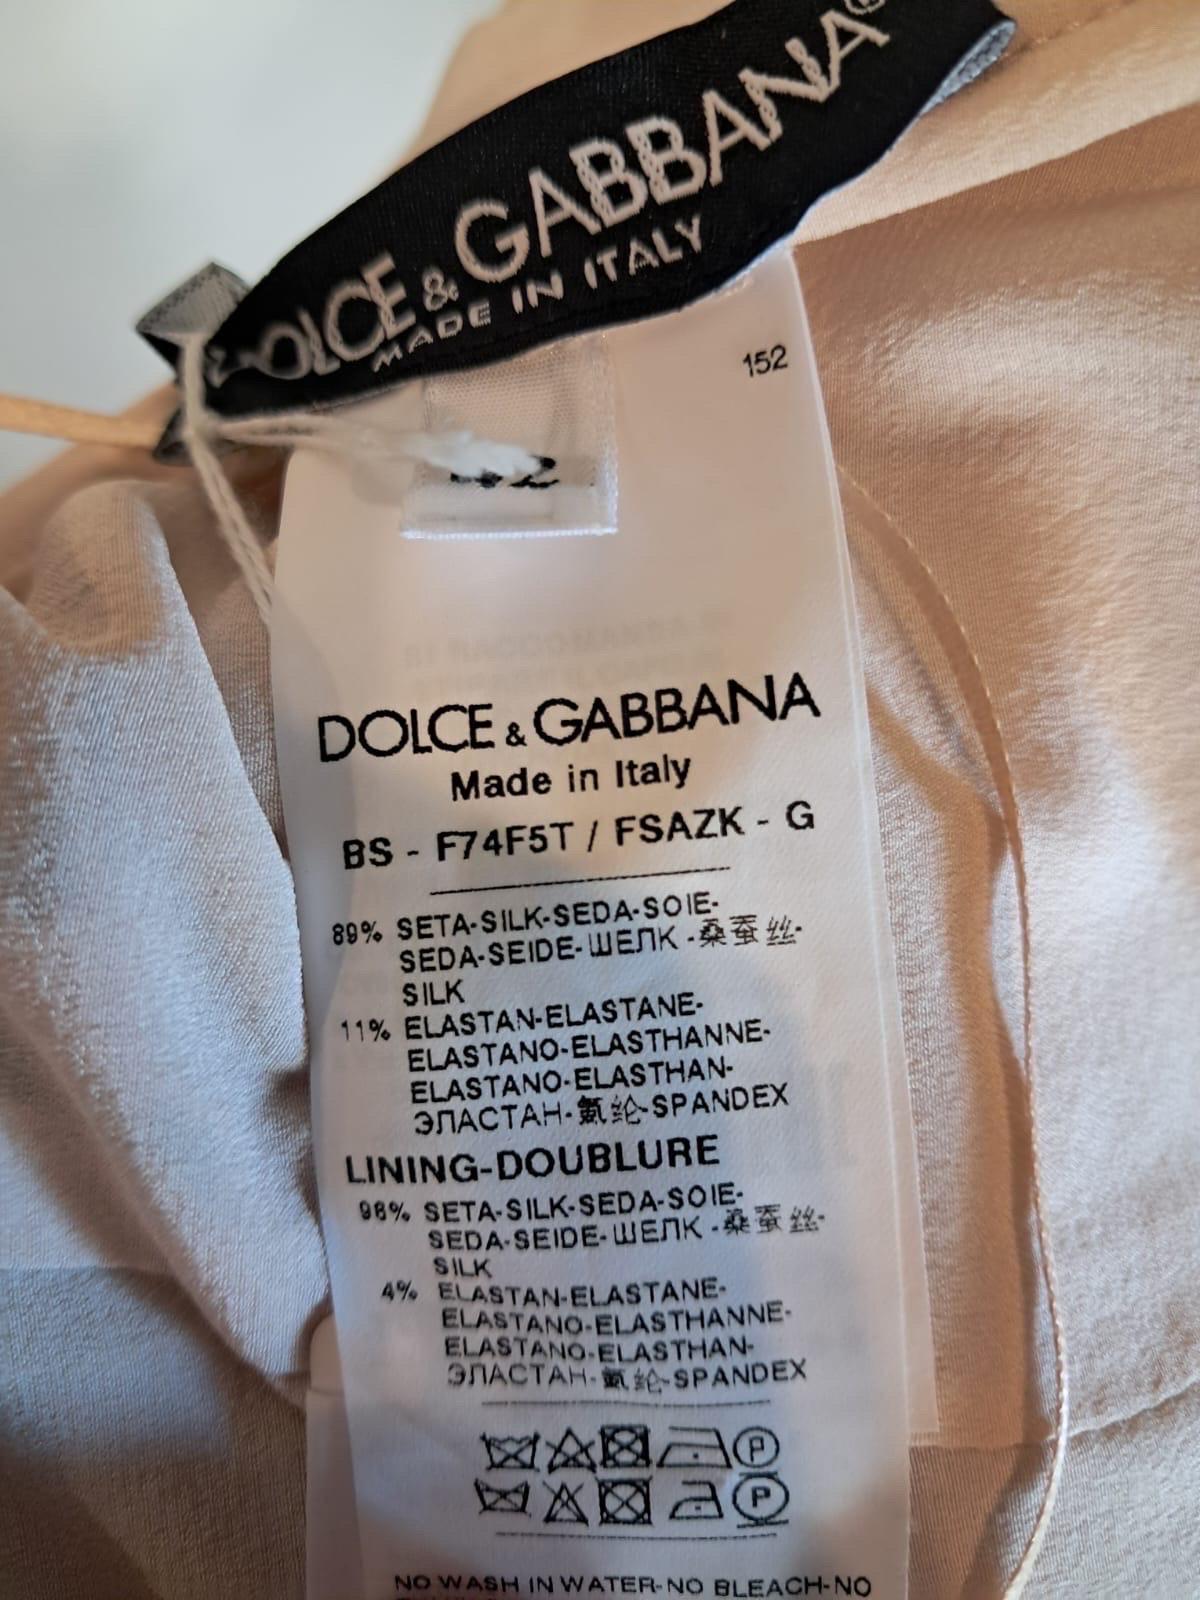 DOLCE & GABBANA
MADE IN ITALY
152
42
DOLCE & GABBANA
Made in Italy
BS - F74F5T / FSAZK - G
89% SETA-SILK-SEDA-SOIE-
SEDA-SEIDE-ШЕЛК-桑蚕丝-
SILK
11% ELASTAN-ELASTANE-
ELASTANO-ELASTHANNE-
ELASTANO-ELASTHAN-
ЭЛАСТАН-氨纶-SPANDEX
LINING-DOUBLURE
96% SETA-SILK-SEDA-SOIE-
SEDA-SEIDE-ШЕЛК-桑蚕丝-
SILK
4% ELASTAN-ELASTANE-
ELASTANO-ELASTHANNE-
ELASTANO-ELASTHAN-
ЭЛАСТАН-氨纶-SPANDEX
P
P
NO WASH IN WATER-NO BLEACH-NO